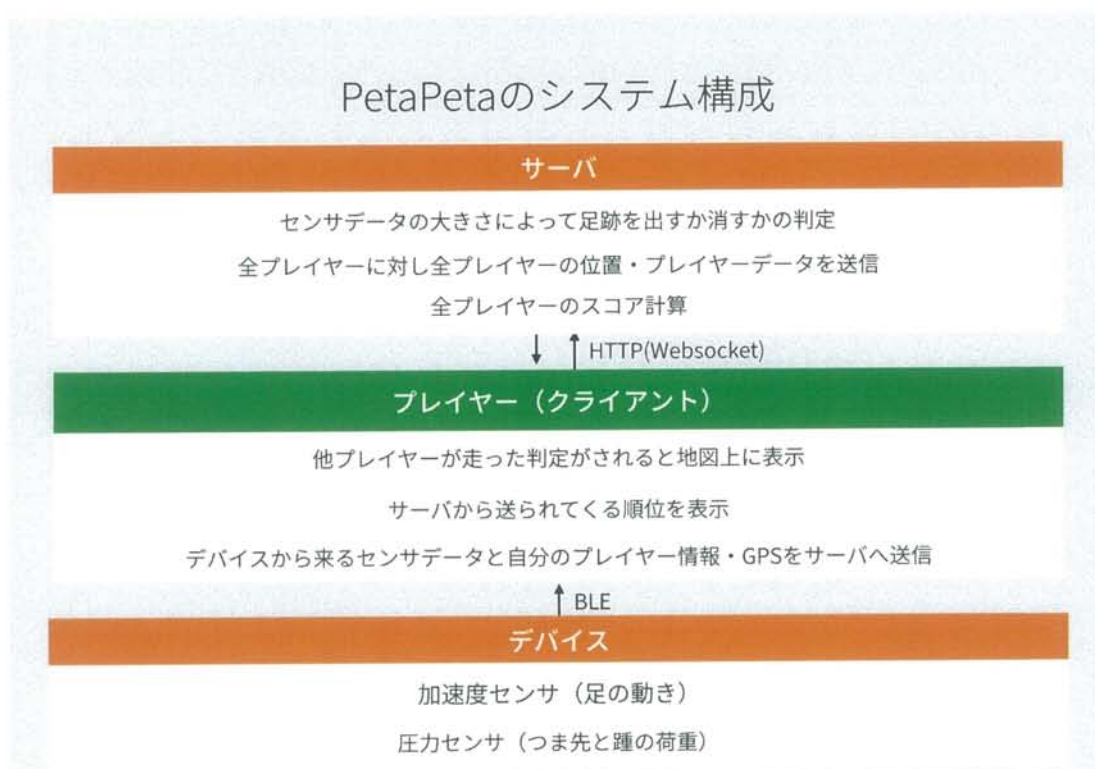 PetaPetaのシステム構成
サーバ
センサデータの大きさによって足跡を出すか消すかの判定
全プレイヤーに対し全プレイヤーの位置・プレイヤーデータを送信
全プレイヤーのスコア計算
HTTP(Websocket)
プレイヤー（クライアント）
他プレイヤーが走った判定がされると地図上に表示
サーバから送られてくる順位を表示
デバイスから来るセンサデータと自分のプレイヤー情報・GPSをサーバへ送信
BLE
デバイス
加速度センサ（足の動き）
圧力センサ（つま先と踵の荷重）